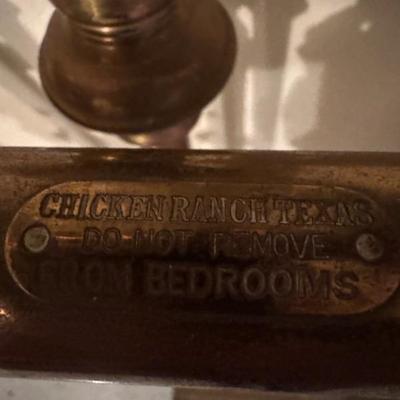 CHICKEN RANCH TEXAS
DO NOT REMOVE
FROM BEDROOMS